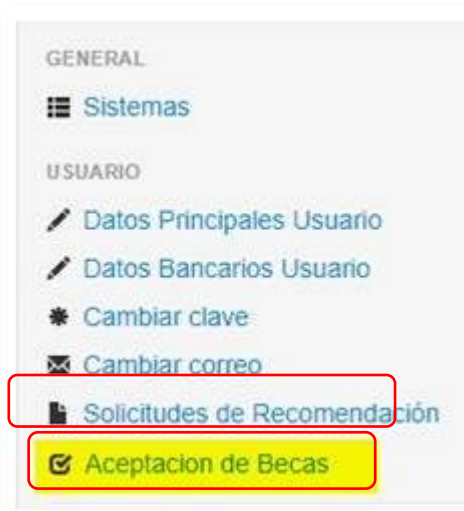 GENERAL
Sistemas
USUARIO
Datos Principales Usuario
Datos Bancarios Usuario
Cambiar clave
Cambiar correo
Solicitudes de Recomendación
Aceptacion de Becas